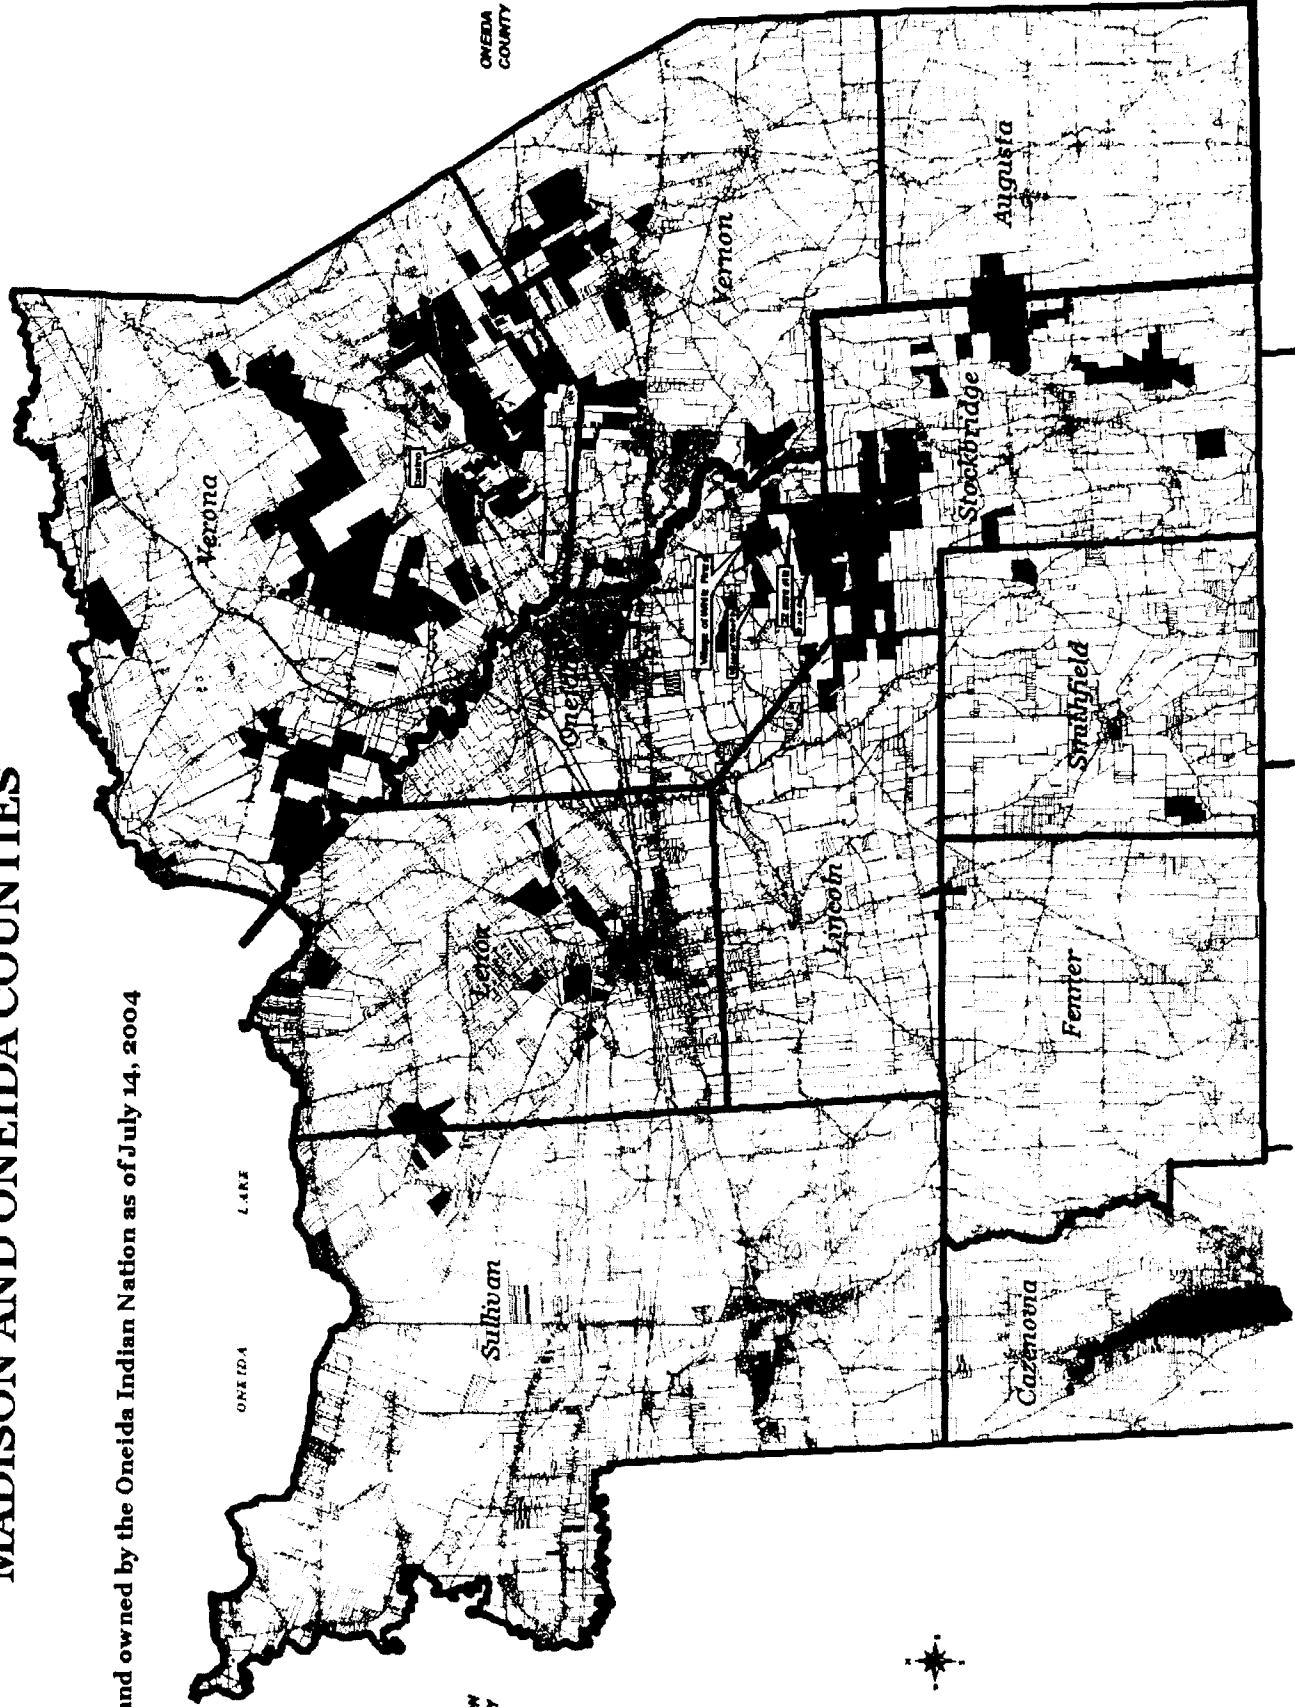 MADISON AND ONEIDA COUNTIES
and owned by the Oneida Indian Nation as of July 14, 2004
ONEIDA
COUNTY
ONEIDA LAKE
Verona
Vernon
Augusta
Oneida
Lenox
Sullivan
Stockbridge
Lincoln
Smithfield
Fenner
Cazenovia